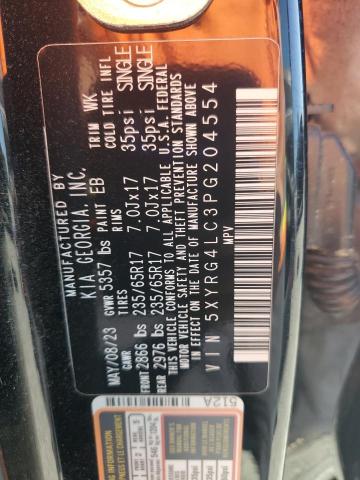 MANUFACTURED BY
KIA GEORGIA, INC.
MAY/08/23 GVWR 5357 lbs PAINT EB TRIM WK
GAWR TIRES RIMS COLD TIRE INFL
FRONT 2866 lbs 235/65R17 7.0Jx17 35psi SINGLE
REAR 2976 lbs 235/65R17 7.0Jx17 35psi SINGLE
THIS VEHICLE CONFORMS TO ALL APPLICABLE U.S.A. FEDERAL
MOTOR VEHICLE SAFETY AND THEFT PREVENTION STANDARDS
IN EFFECT ON THE DATE OF MANUFACTURE SHOWN ABOVE.
VIN 5XYRG4LC3PG204554
MPV
512A